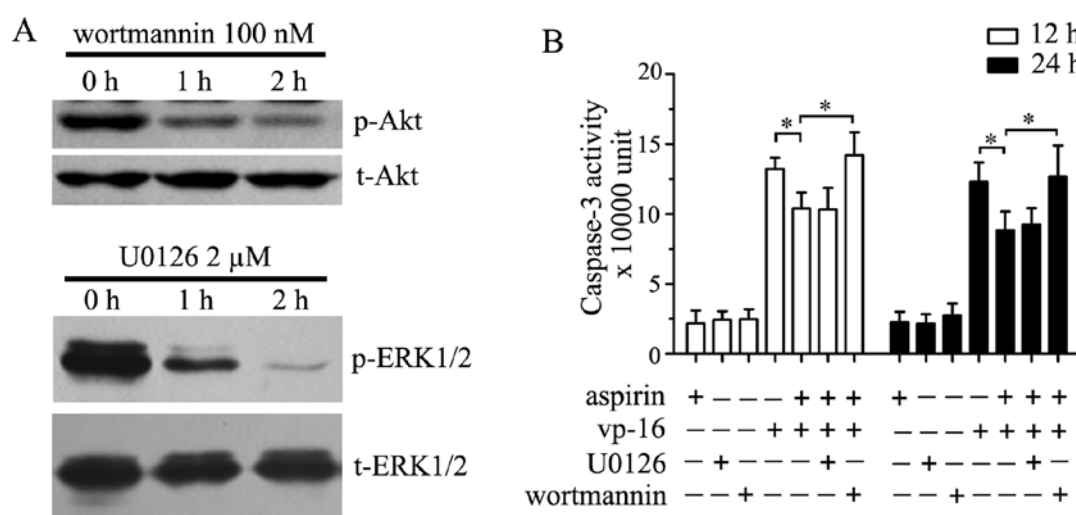 A
wortmannin 100 nM
0 h 1 h 2 h
p-Akt
t-Akt
U0126 2 µM
0 h 1 h 2 h
p-ERK1/2
t-ERK1/2
B
12 h
24 h
Caspase-3 activity
x 10000 unit
20
15
10
5
0
* * * *
aspirin + — — — + + + + — — — + + +
vp-16 — — — + + + + — — — + + + +
U0126 — + — — — + — — + — — — + —
wortmannin — — + — — — + — — + — — — +